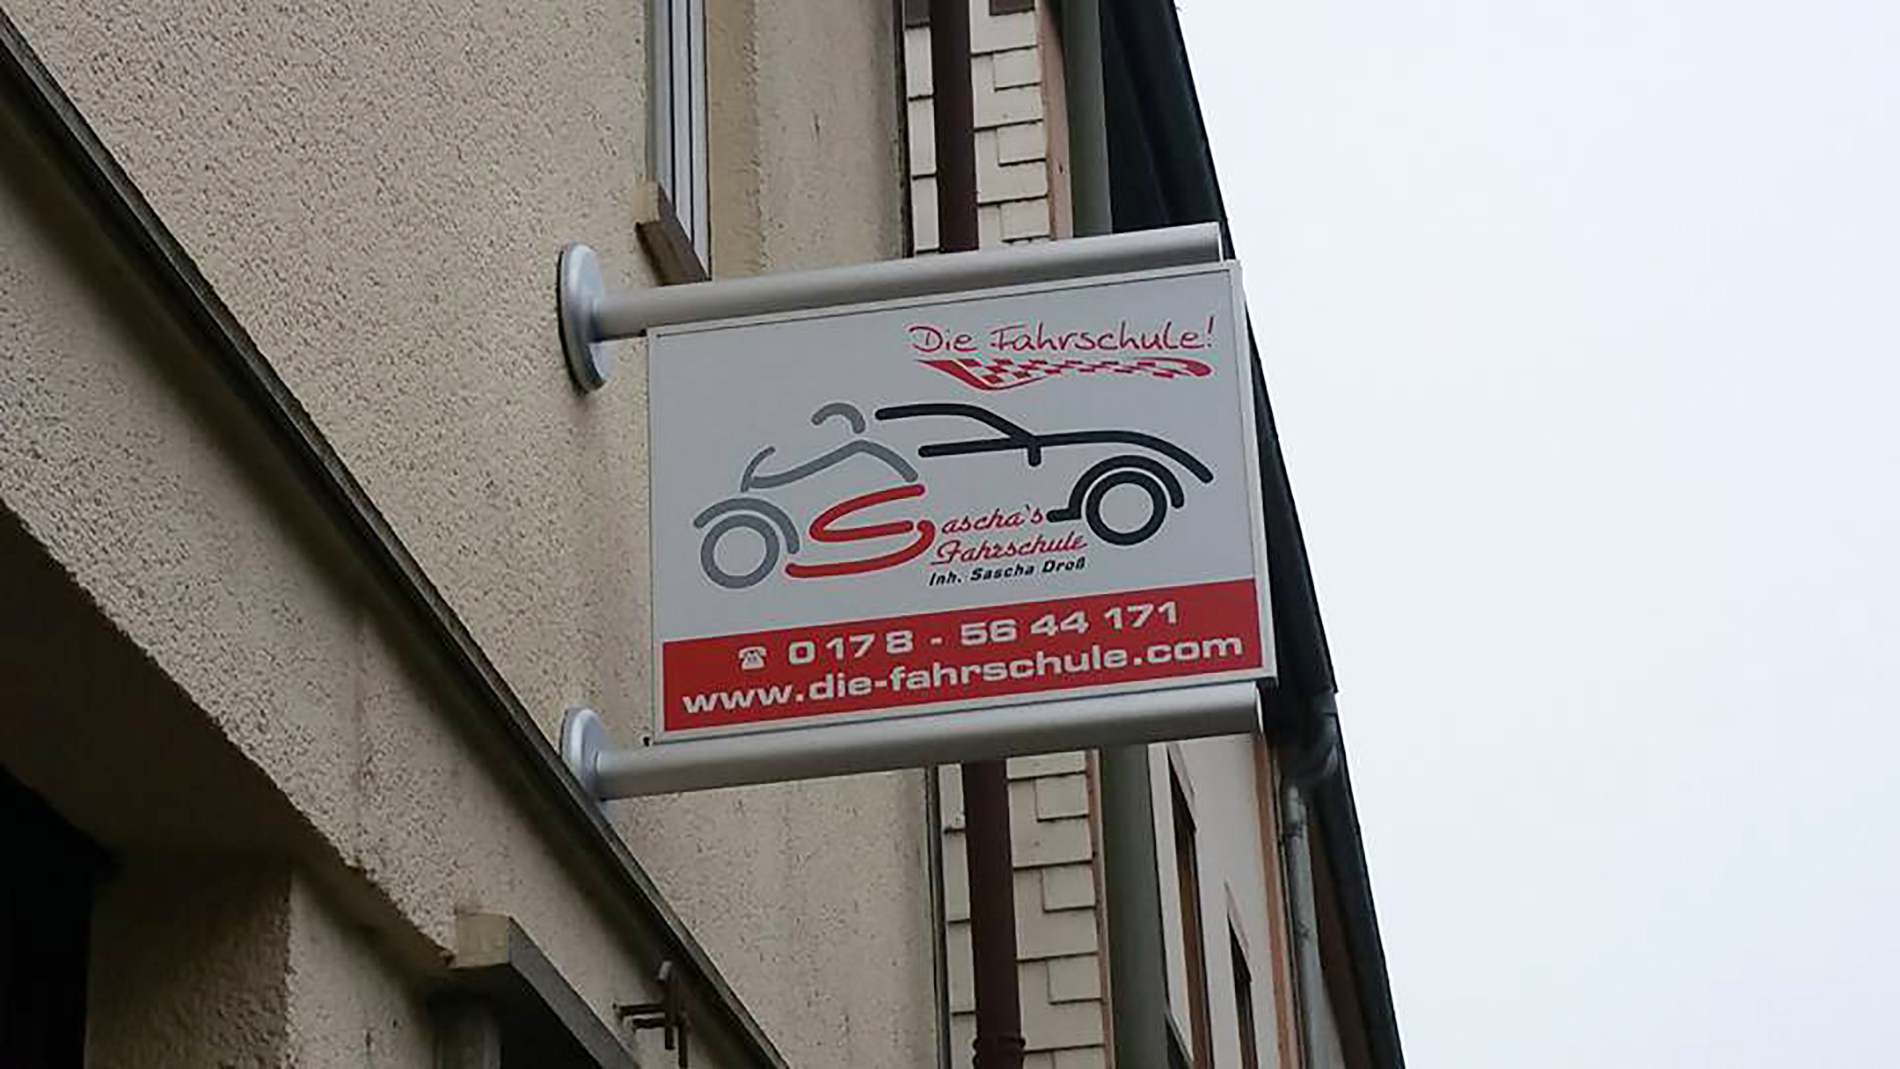 Die Fahrschule!
Sascha`s
Fahrschule
Inh. Sascha Droß
☎ 0178 - 56 44 171
www.die-fahrschule.com